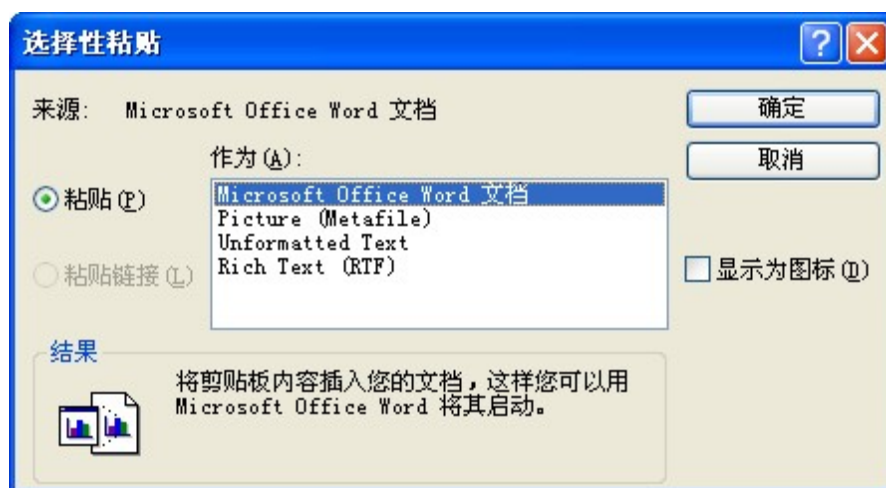 选择性粘贴
来源: Microsoft Office Word 文档
确定
作为(A):
取消
粘贴(P)
Microsoft Office Word 文档
Picture (Metafile)
Unformatted Text
Rich Text (RTF)
粘贴链接(L)
显示为图标(D)
结果
将剪贴板内容插入您的文档，这样您可以用
Microsoft Office Word 将其启动。